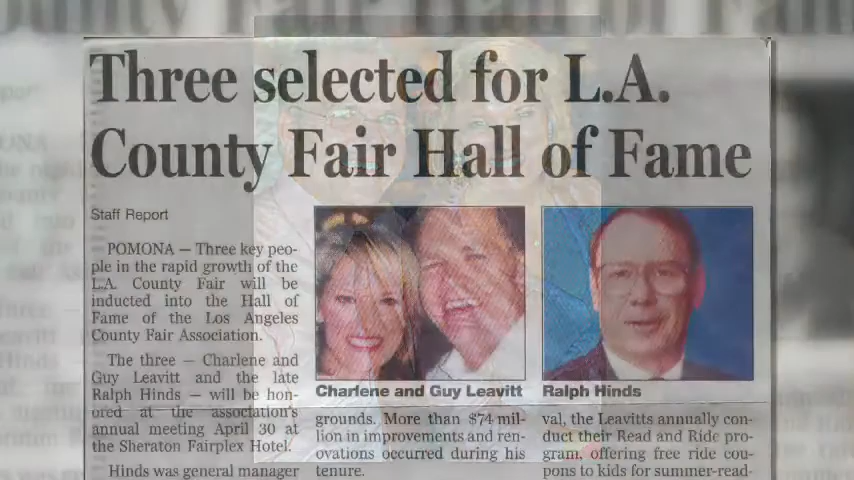 Three selected for L.A.
County Fair Hall of Fame
Staff Report
POMONA — Three key peo-
ple in the rapid growth of the
L.A. County Fair will be
inducted into the Hall of
Fame of the Los Angeles
County Fair Association.
The three — Charlene and
Guy Leavitt and the late
Ralph Hinds — will be hon-
ored at the association's
annual meeting April 30 at
the Sheraton Fairplex Hotel.
Hinds was general manager
Charlene and Guy Leavitt
grounds. More than $74 mil-
lion in improvements and ren-
ovations occurred during his
tenure.
Ralph Hinds
val, the Leavitts annually con-
duct their Read and Ride pro-
gram, offering free ride cou-
pons to kids for summer-read-